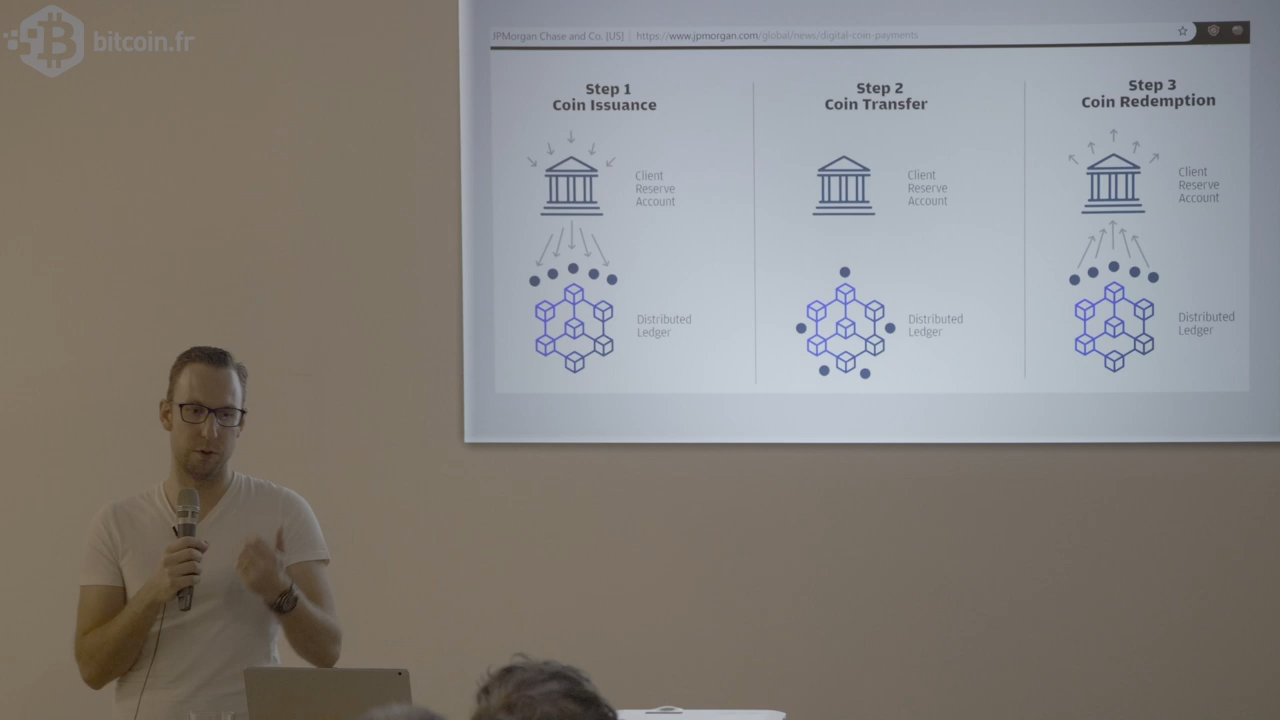 bitcoin.fr
JPMorgan Chase and Co. [US] | https://www.jpmorgan.com/global/news/digital-coin-payments
Step 1
Coin Issuance
Client
Reserve
Account
Distributed
Ledger
Step 2
Coin Transfer
Client
Reserve
Account
Distributed
Ledger
Step 3
Coin Redemption
Client
Reserve
Account
Distributed
Ledger